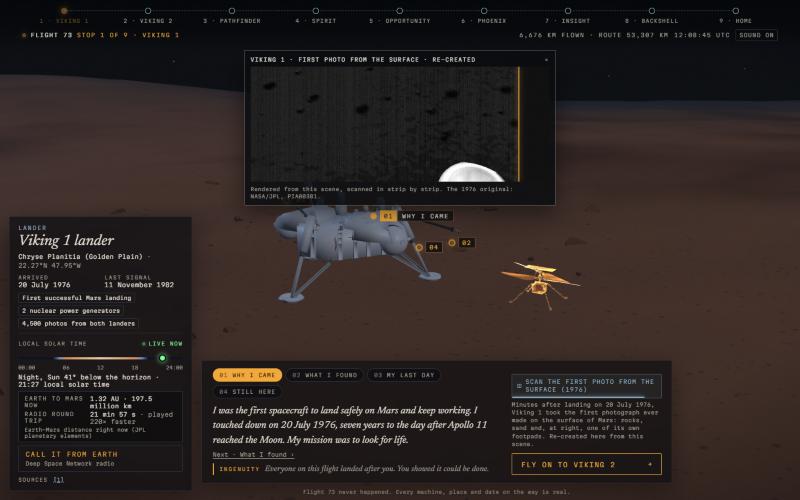 1 · VIKING 1
2 · VIKING 2
3 · PATHFINDER
4 · SPIRIT
5 · OPPORTUNITY
6 · PHOENIX
7 · INSIGHT
8 · BACKSHELL
9 · HOME
FLIGHT 73 STOP 1 OF 9 · VIKING 1
6,676 KM FLOWN · ROUTE 53,307 KM 12:08:45 UTC
SOUND ON
VIKING 1 · FIRST PHOTO FROM THE SURFACE · RE-CREATED ×
Rendered from this scene, scanned in strip by strip. The 1976 original:
NASA/JPL, PIA00381.
01 WHY I CAME
04
02
LANDER
Viking 1 lander
Chryse Planitia (Golden Plain) ·
22.27°N 47.95°W
ARRIVED
20 July 1976
LAST SIGNAL
11 November 1982
First successful Mars landing
2 nuclear power generators
4,500 photos from both landers
LOCAL SOLAR TIME
LIVE NOW
00:00 06 12 18 24:00
Night, Sun 41° below the horizon ·
21:27 local solar time
EARTH TO MARS NOW
1.32 AU · 197.5 million km
RADIO ROUND TRIP
21 min 57 s · played 220× faster
Earth-Mars distance right now (JPL
planetary elements)
CALL IT FROM EARTH
Deep Space Network radio
SOURCES [1]
01 WHY I CAME
02 WHAT I FOUND
03 MY LAST DAY
04 STILL HERE
I was the first spacecraft to land safely on Mars and keep working. I
touched down on 20 July 1976, seven years to the day after Apollo 11
reached the Moon. My mission was to look for life.
Next · What I found ›
INGENUITY Everyone on this flight landed after you. You showed it could be done.
SCAN THE FIRST PHOTO FROM THE
SURFACE (1976)
Minutes after landing on 20 July 1976,
Viking 1 took the first photograph ever
made on the surface of Mars: rocks,
sand and, at right, one of its own
footpads. Re-created here from this
scene.
FLY ON TO VIKING 2 →
Flight 73 never happened. Every machine, place and date on the way is real.